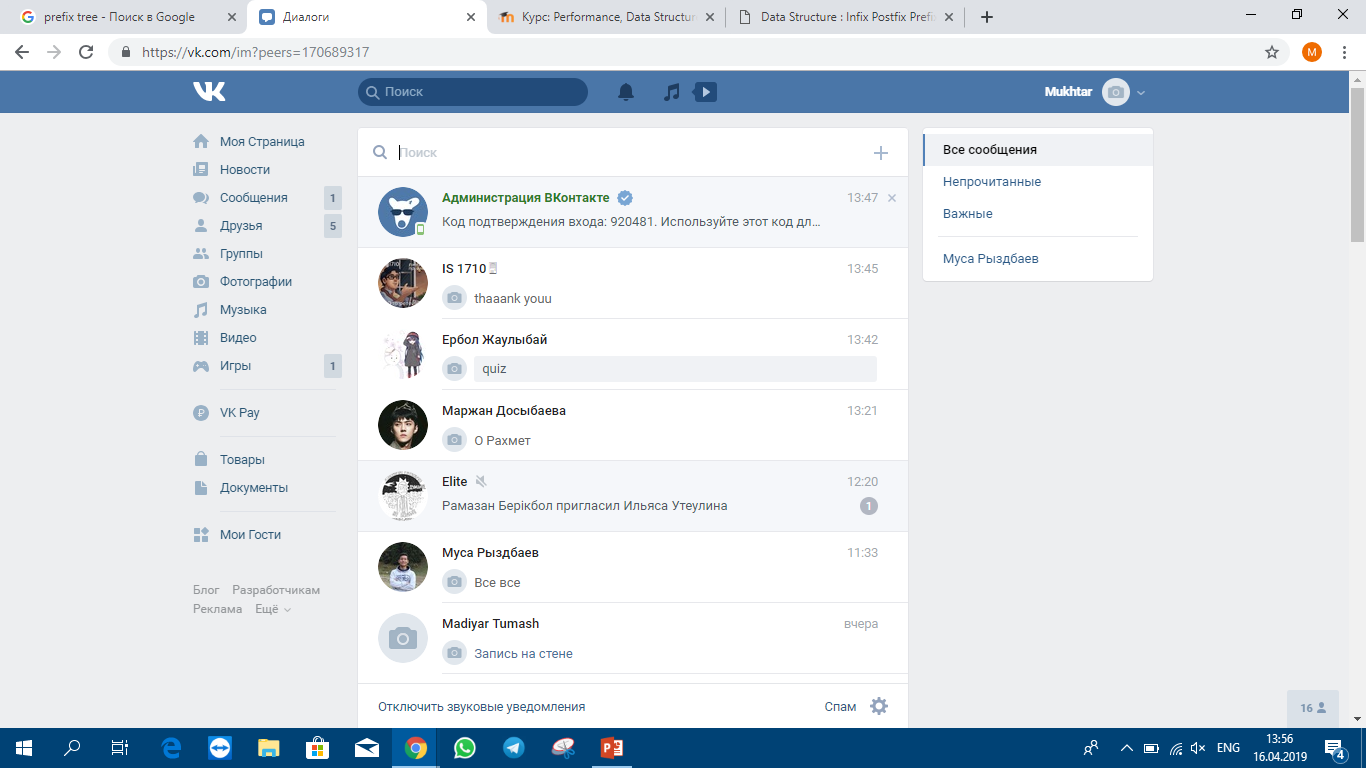 prefix tree - Поиск в Google
Диалоги
Курс: Performance, Data Structur
Data Structure : Infix Postfix Prefi
https://vk.com/im?peers=170689317
M
Поиск
Mukhtar
Моя Страница
Новости
Сообщения 1
Друзья 5
Группы
Фотографии
Музыка
Видео
Игры 1
VK Pay
Товары
Документы
Мои Гости
Блог Разработчикам
Реклама Ещё
Поиск
Администрация ВКонтакте 13:47
Код подтверждения входа: 920481. Используйте этот код дл...
IS 1710 13:45
thaaank youu
Ербол Жаулыбай 13:42
quiz
Маржан Досыбаева 13:21
О Рахмет
Elite 12:20
Рамазан Берікбол пригласил Ильяса Утеулина 1
Муса Рыздбаев 11:33
Все все
Madiyar Tumash вчера
Запись на стене
Отключить звуковые уведомления Спам
Все сообщения
Непрочитанные
Важные
Муса Рыздбаев
16
ENG
13:56
16.04.2019
4